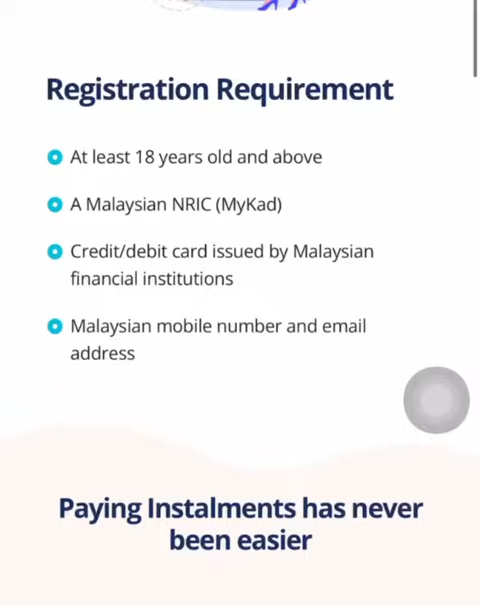 Registration Requirement
At least 18 years old and above
A Malaysian NRIC (MyKad)
Credit/debit card issued by Malaysian
financial institutions
Malaysian mobile number and email
address
Paying Instalments has never
been easier